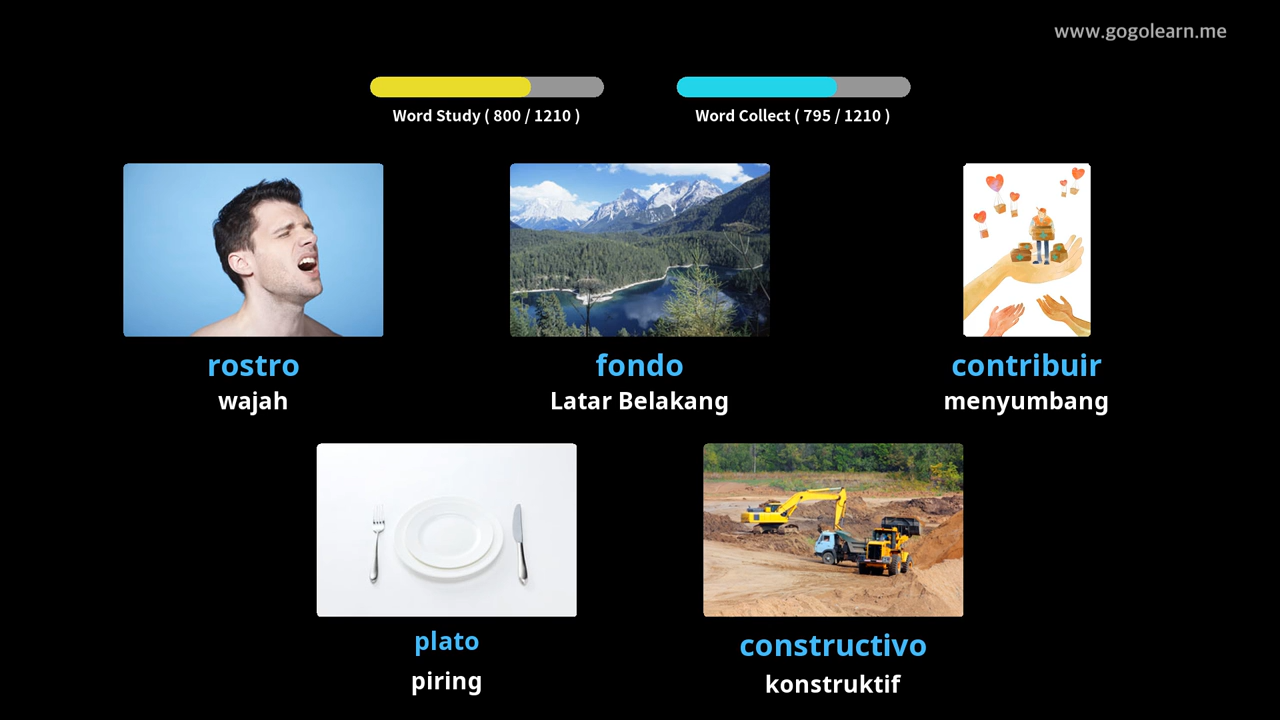 www.gogolearn.me
Word Study ( 800 / 1210 )
Word Collect ( 795 / 1210 )
rostro
wajah
fondo
Latar Belakang
contribuir
menyumbang
plato
piring
constructivo
konstruktif